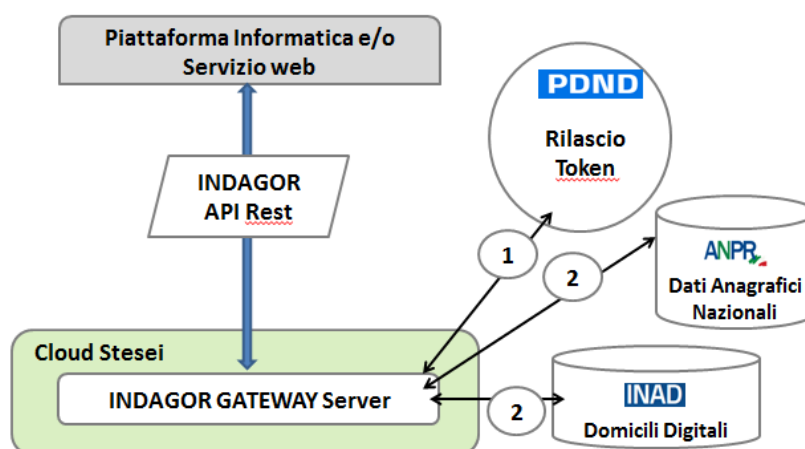 Piattaforma Informatica e/o
Servizio web
PDND
Rilascio
Token
INDAGOR
API Rest
1
2
ANPR
Dati Anagrafici
Nazionali
Cloud Stesei
INDAGOR GATEWAY Server
2
INAD
Domicili Digitali